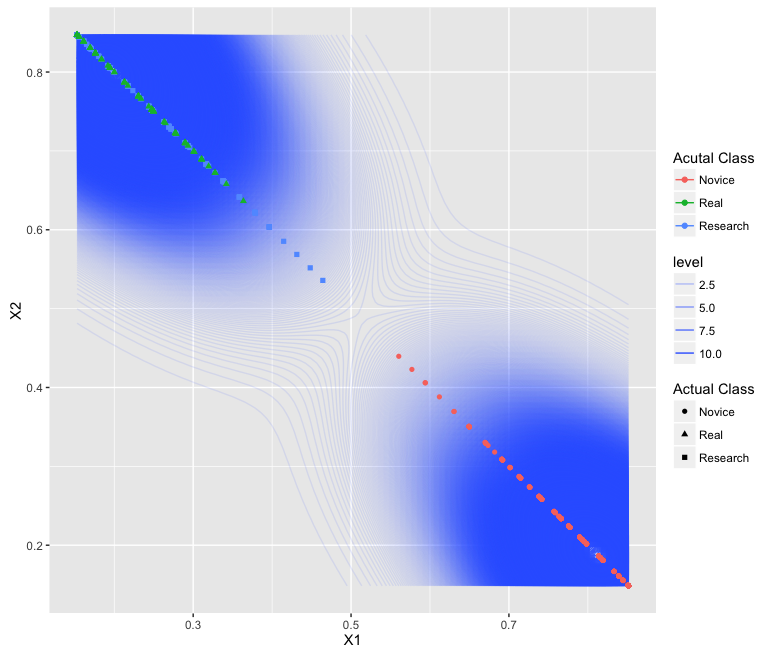 0.8
0.6
0.4
0.2
X2
0.3
0.5
0.7
X1
Acutal Class
Novice
Real
Research
level
2.5
5.0
7.5
10.0
Actual Class
Novice
Real
Research